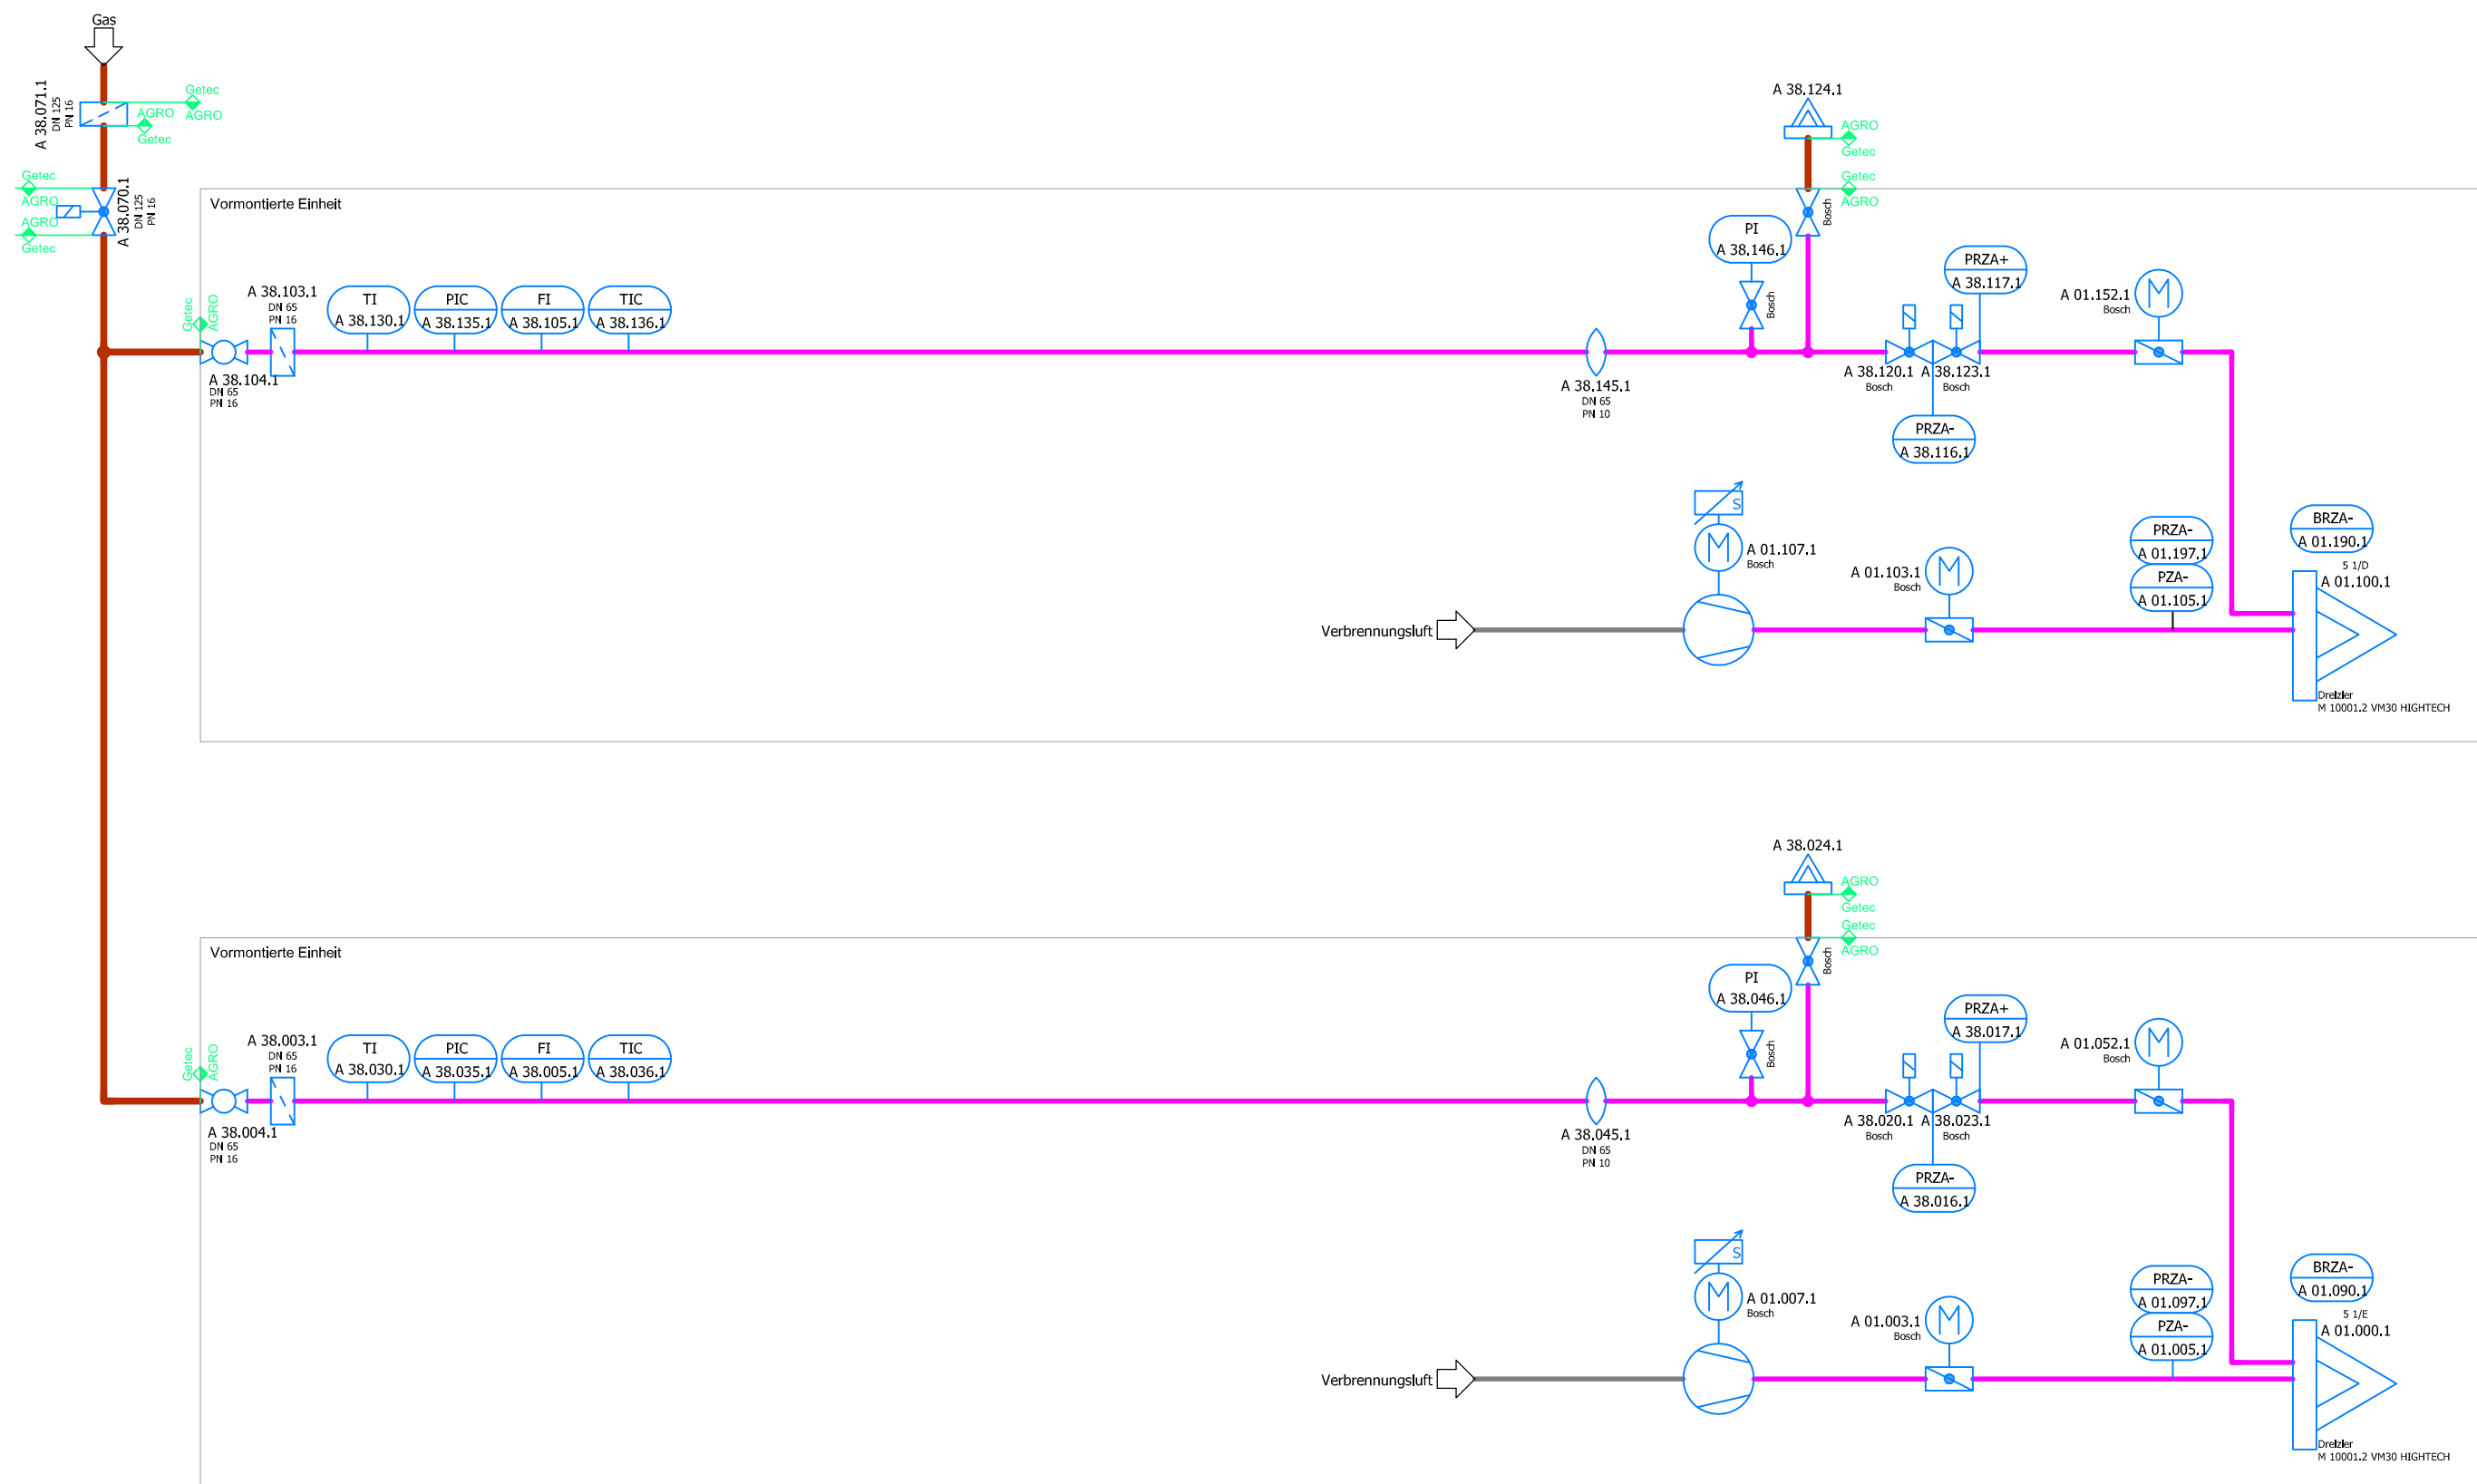 Gas
A 38.071.1
DN 125
PN 16
Getec
AGRO
AGRO
Getec
Getec
AGRO
AGRO
Getec
A 38.070.1
DN 125
PN 16
A 38.124.1
AGRO
Getec
Getec
AGRO
Bosch
Vormontierte Einheit
PI
A 38.146.1
Bosch
Getec
AGRO
A 38.103.1
DN 65
PN 16
TI
A 38.130.1
PIC
A 38.135.1
FI
A 38.105.1
TIC
A 38.136.1
A 38.104.1
DN 65
PN 16
A 38.145.1
DN 65
PN 10
PRZA+
A 38.117.1
A 38.120.1
Bosch
A 38.123.1
Bosch
PRZA-
A 38.116.1
A 01.152.1
Bosch
M
S
M
A 01.107.1
Bosch
A 01.103.1
Bosch
M
PRZA-
A 01.197.1
PZA-
A 01.105.1
BRZA-
A 01.190.1
5 1/D
A 01.100.1
Verbrennungsluft
Dreizler
M 10001.2 VM30 HIGHTECH
A 38.024.1
AGRO
Getec
Getec
AGRO
Bosch
Vormontierte Einheit
PI
A 38.046.1
Bosch
Getec
AGRO
A 38.003.1
DN 65
PN 16
TI
A 38.030.1
PIC
A 38.035.1
FI
A 38.005.1
TIC
A 38.036.1
A 38.004.1
DN 65
PN 16
A 38.045.1
DN 65
PN 10
PRZA+
A 38.017.1
A 38.020.1
Bosch
A 38.023.1
Bosch
PRZA-
A 38.016.1
A 01.052.1
Bosch
M
S
M
A 01.007.1
Bosch
A 01.003.1
Bosch
M
PRZA-
A 01.097.1
PZA-
A 01.005.1
BRZA-
A 01.090.1
5 1/E
A 01.000.1
Verbrennungsluft
Dreizler
M 10001.2 VM30 HIGHTECH